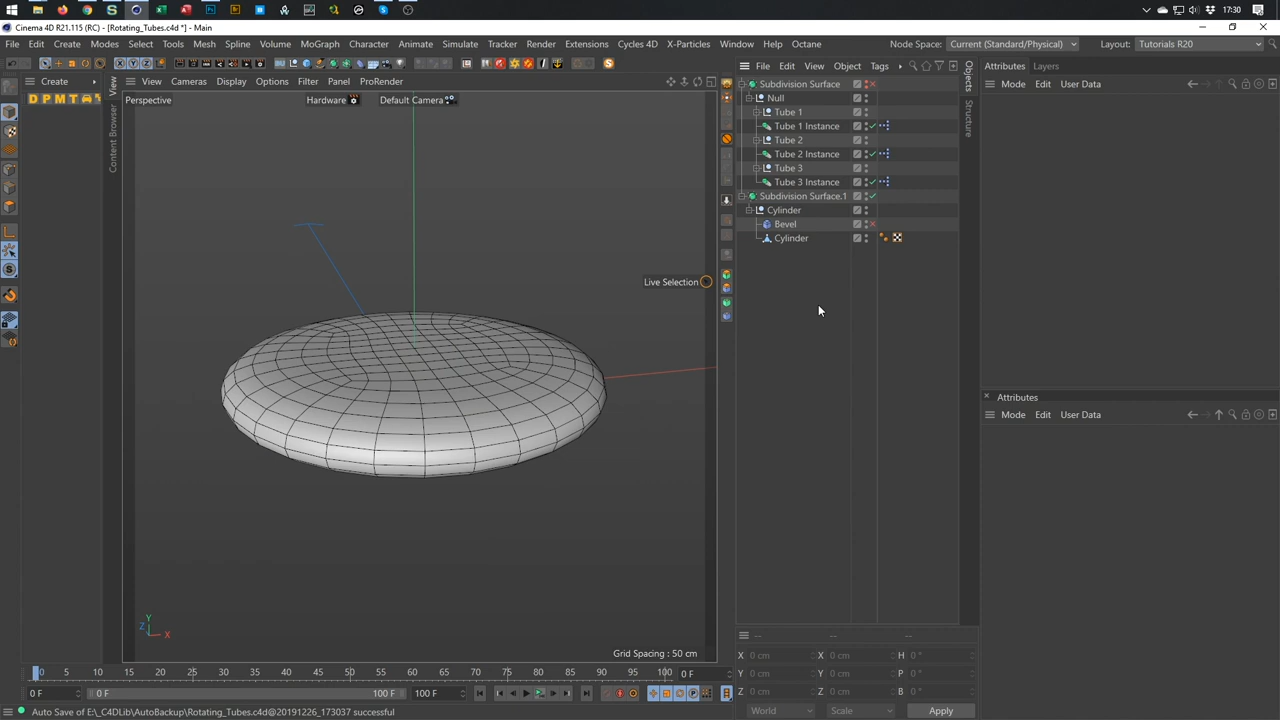 17:30
Cinema 4D R21.115 (RC) - [Rotating_Tubes.c4d *] - Main
File Edit Create Modes Select Tools Mesh Spline Volume MoGraph Character Animate Simulate Tracker Render Extensions Cycles 4D X-Particles Window Help Octane Node Space: Current (Standard/Physical) Layout: Tutorials R20
Create View Cameras Display Options Filter Panel ProRender File Edit View Object Tags Attributes Layers
Mode Edit User Data
D P M T
Perspective Hardware Default Camera
View
Content Browser
Objects
Structure
Subdivision Surface
Null
Tube 1
Tube 1 Instance
Tube 2
Tube 2 Instance
Tube 3
Tube 3 Instance
Subdivision Surface.1
Cylinder
Bevel
Cylinder
Live Selection
Attributes
Mode Edit User Data
Y
Z X
Grid Spacing : 50 cm
0 5 10 15 20 25 30 35 40 45 50 55 60 65 70 75 80 85 90 95 100 0 F
0 F 0 F 100 F 100 F
-- -- --
X 0 cm X 0 cm H 0 °
Y 0 cm Y 0 cm P 0 °
Z 0 cm Z 0 cm B 0 °
World Scale Apply
Auto Save of E:\_C4DLib\AutoBackup\Rotating_Tubes.c4d@20191226_173037 successful